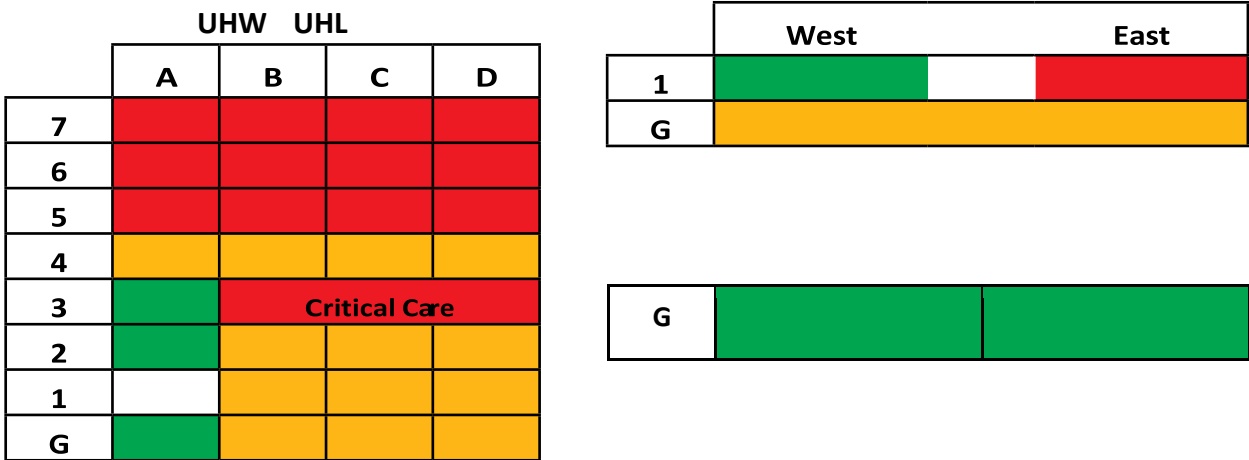 UHW UHL
A B C D
7
6
5
4
3 Critical Care
2
1
G
West East
1
G
G